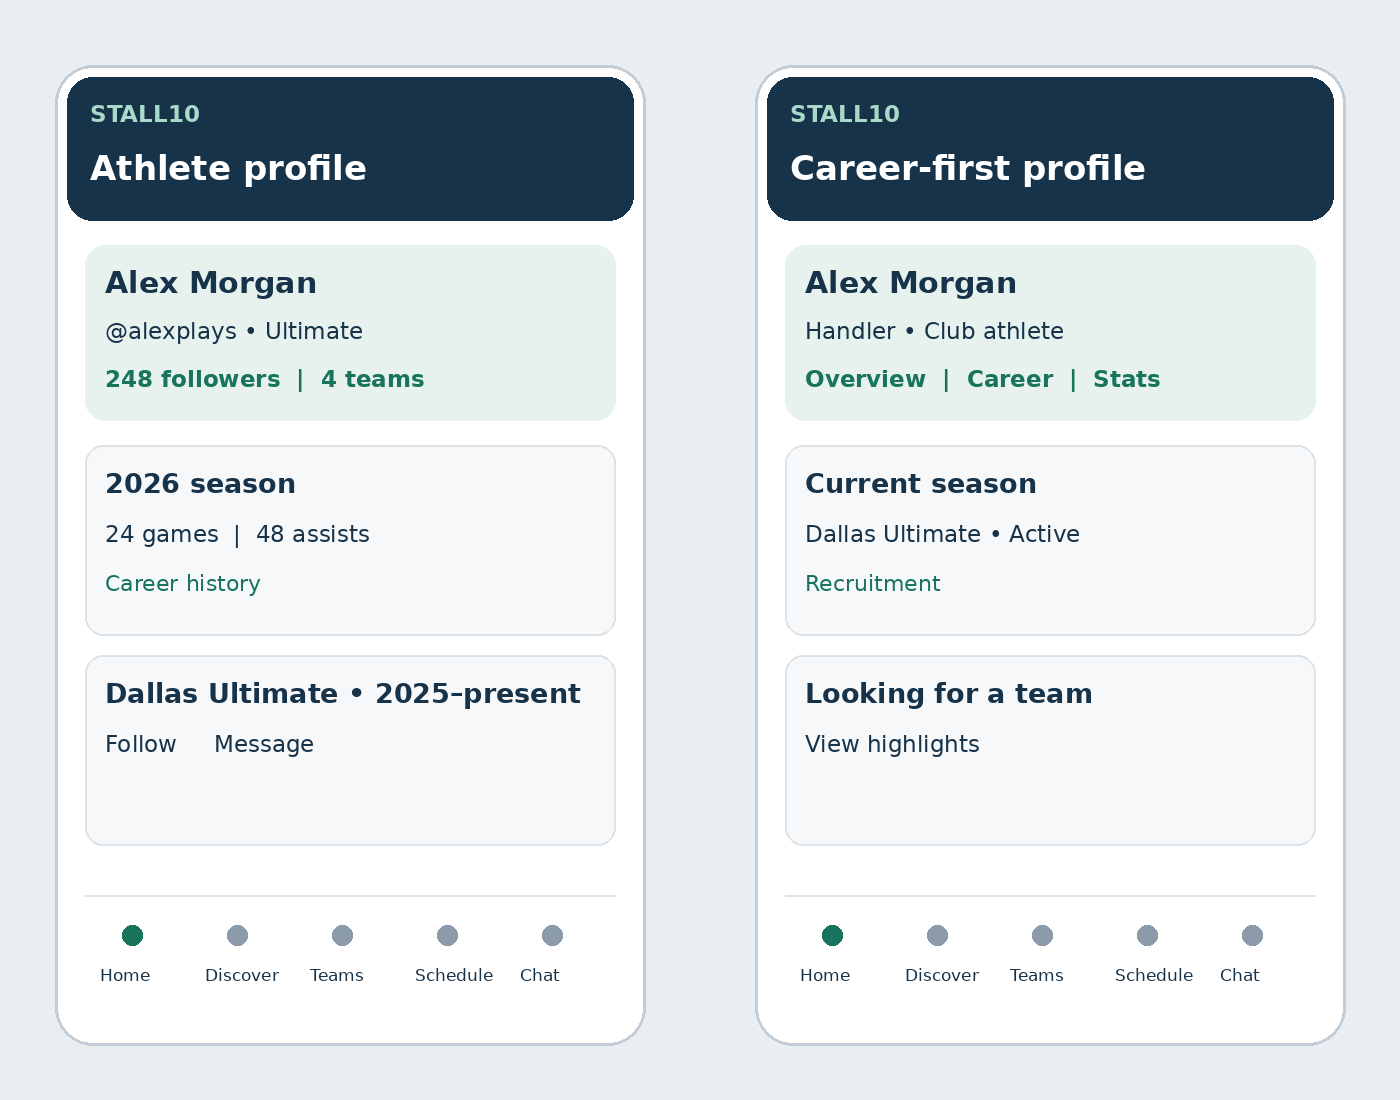 STALL10
Athlete profile
Alex Morgan
@alexplays • Ultimate
248 followers | 4 teams
2026 season
24 games | 48 assists
Career history
Dallas Ultimate • 2025–present
Follow Message
Home Discover Teams Schedule Chat
STALL10
Career-first profile
Alex Morgan
Handler • Club athlete
Overview | Career | Stats
Current season
Dallas Ultimate • Active
Recruitment
Looking for a team
View highlights
Home Discover Teams Schedule Chat